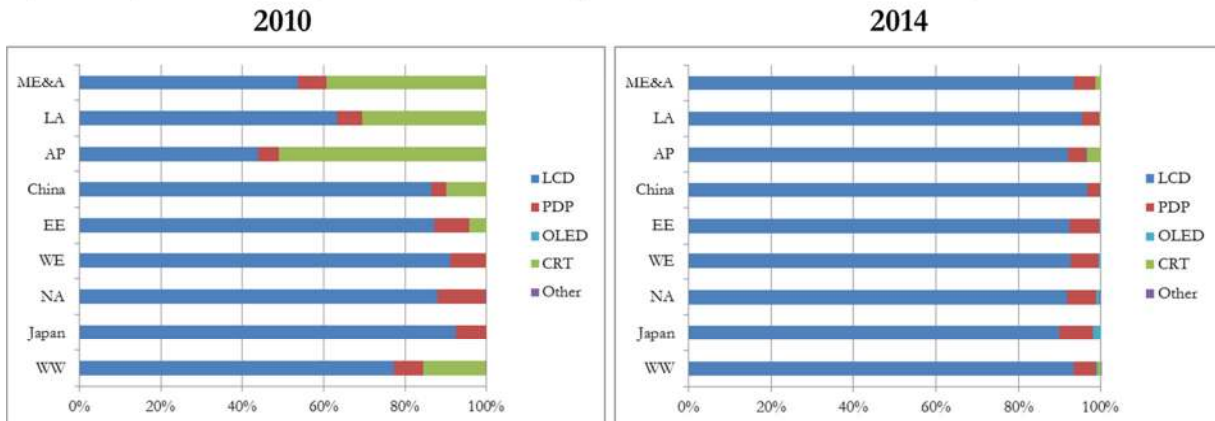 2010
2014
ME&A
LA
AP
China
EE
WE
NA
Japan
WW
0% 20% 40% 60% 80% 100%
LCD
PDP
OLED
CRT
Other
ME&A
LA
AP
China
EE
WE
NA
Japan
WW
0% 20% 40% 60% 80% 100%
LCD
PDP
OLED
CRT
Other